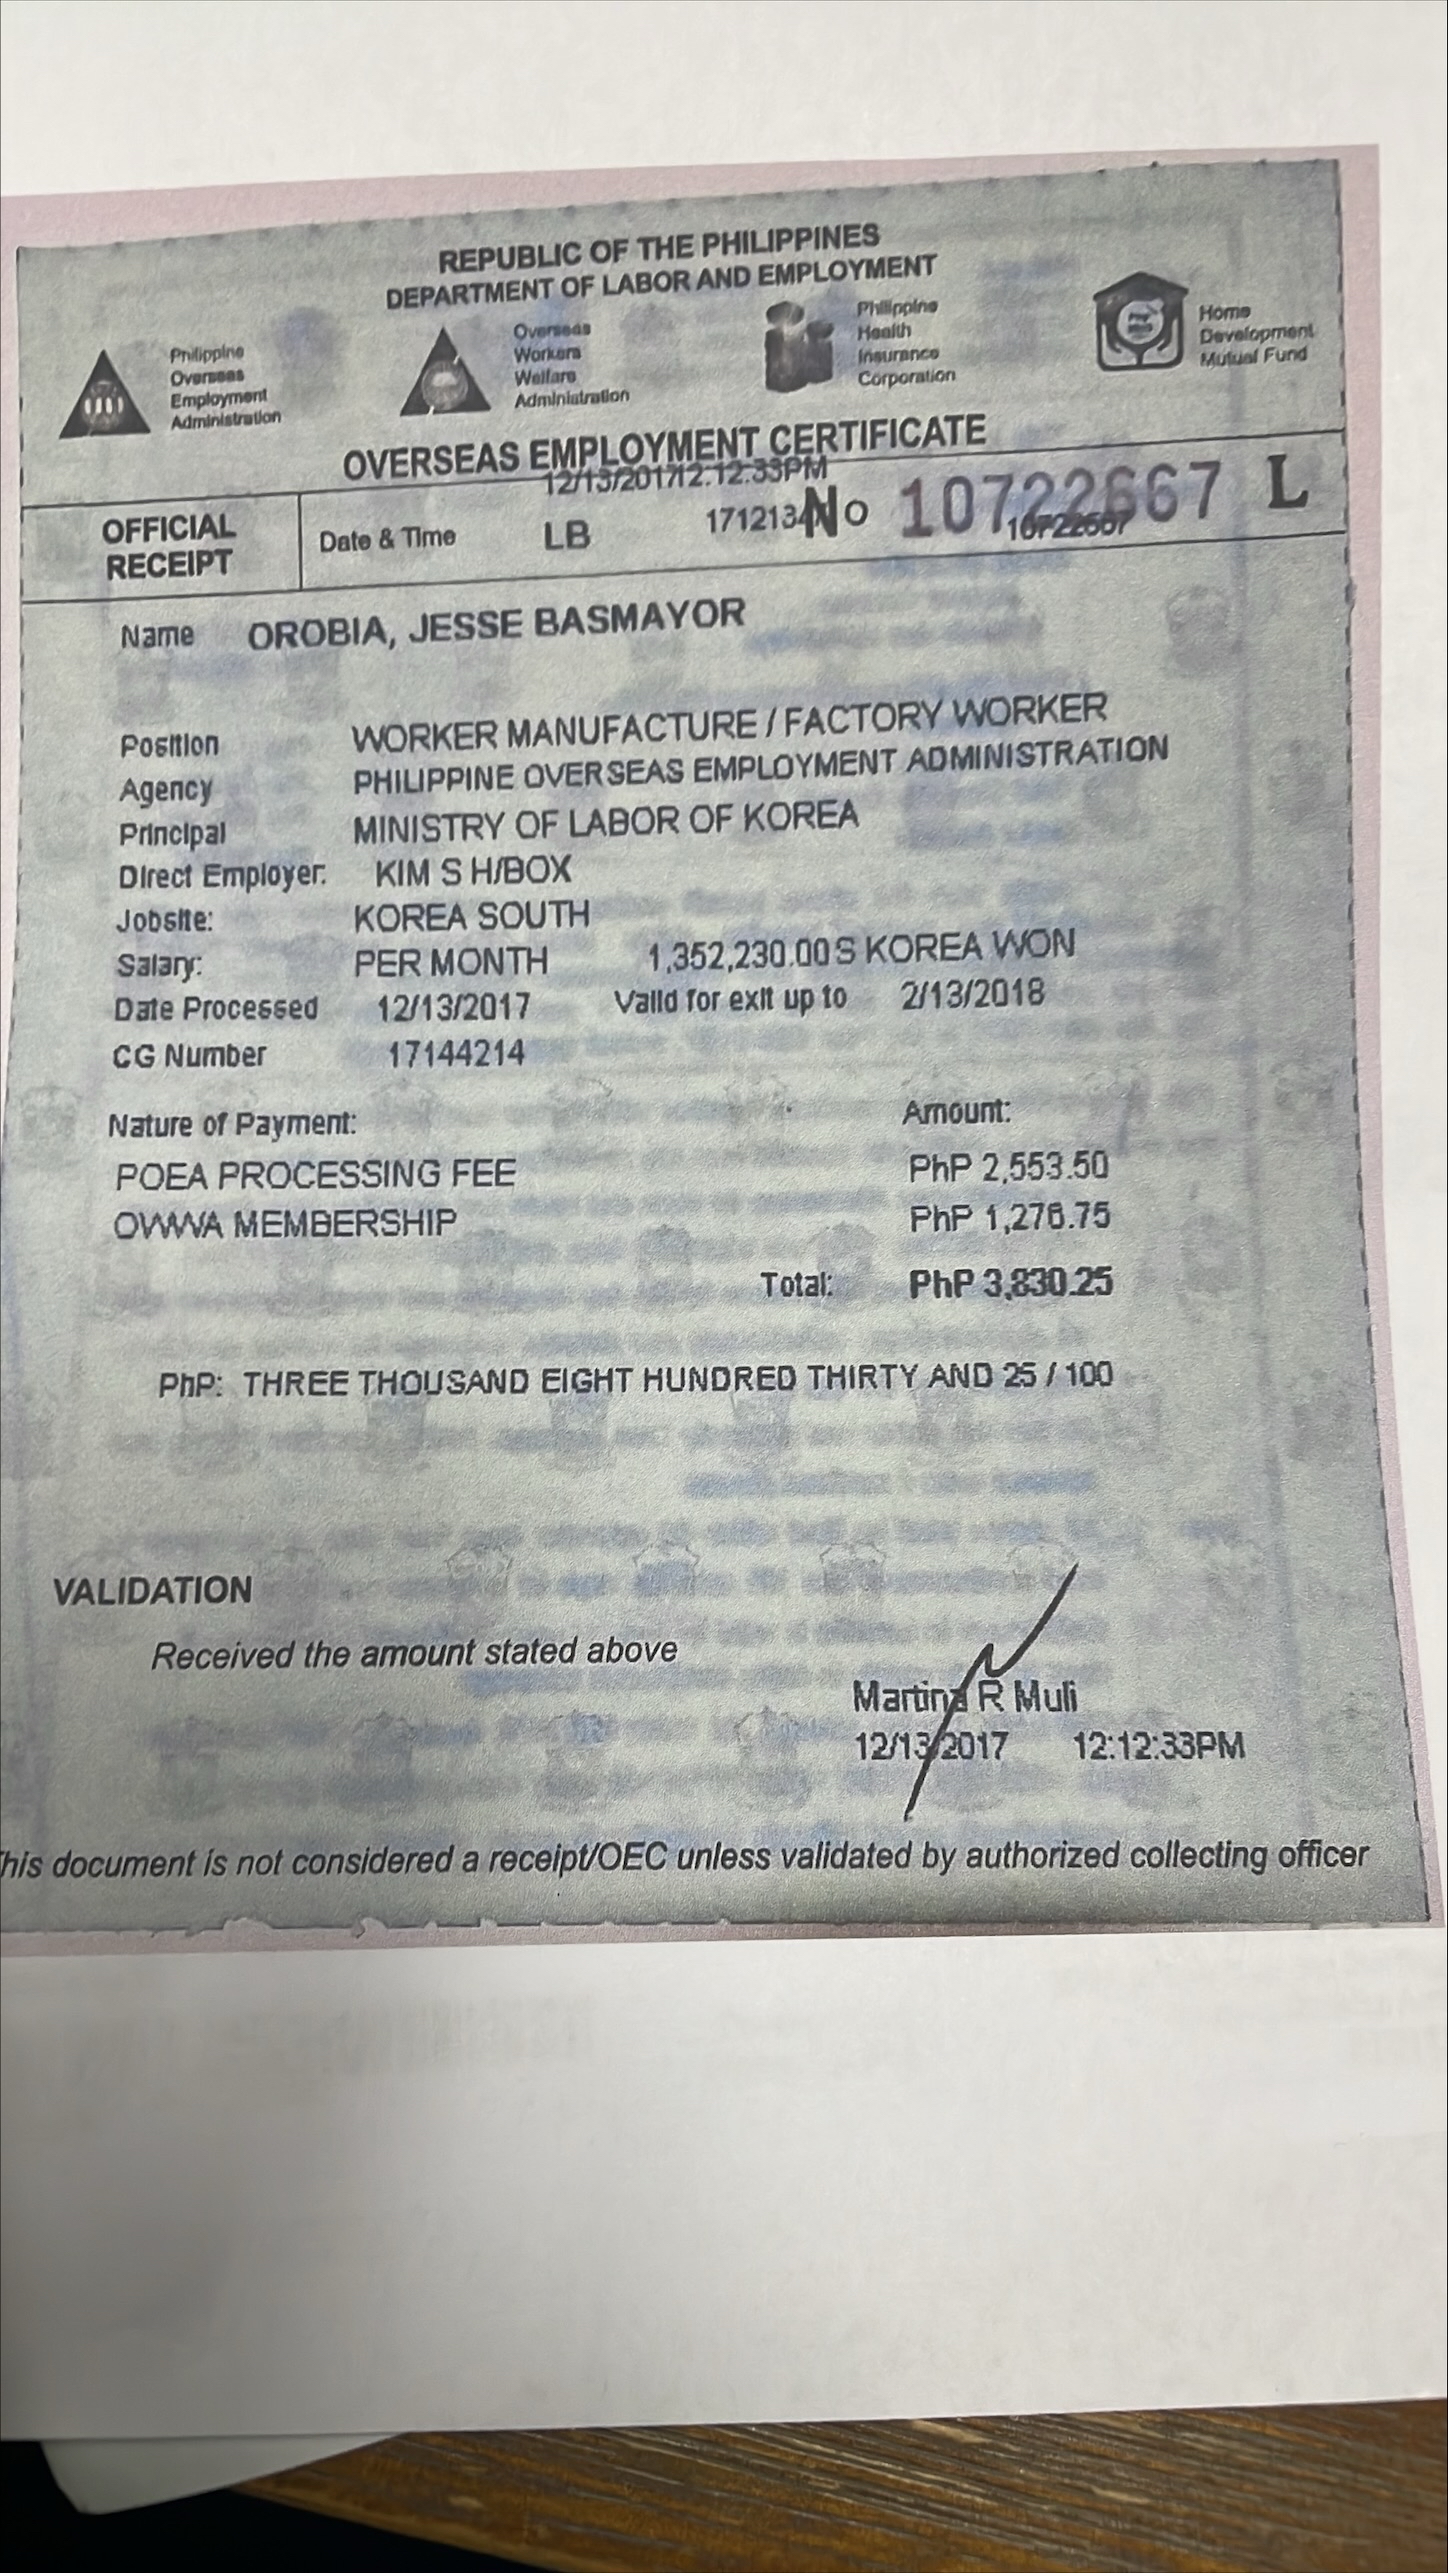 REPUBLIC OF THE PHILIPPINES
DEPARTMENT OF LABOR AND EMPLOYMENT
Philippine
Overseas
Employment
Administration
Overseas
Workers
Welfare
Administration
Philippine
Health
Insurance
Corporation
Home
Development
Mutual Fund
OVERSEAS EMPLOYMENT CERTIFICATE
12/13/2017 12:12:33PM
OFFICIAL
RECEIPT
Date & Time LB No 10722667 L
10722667
Name OROBIA, JESSE BASMAYOR
Position WORKER MANUFACTURE / FACTORY WORKER
Agency PHILIPPINE OVERSEAS EMPLOYMENT ADMINISTRATION
Principal MINISTRY OF LABOR OF KOREA
Direct Employer: KIM S H/BOX
Jobsite: KOREA SOUTH
Salary: PER MONTH 1,352,230.00 S KOREA WON
Date Processed 12/13/2017 Valid for exit up to 2/13/2018
CG Number 17144214
Nature of Payment: Amount:
POEA PROCESSING FEE PhP 2,553.50
OWWA MEMBERSHIP PhP 1,276.75
Total: PhP 3,830.25
PhP: THREE THOUSAND EIGHT HUNDRED THIRTY AND 25 / 100
VALIDATION
Received the amount stated above
Martina R Muli
12/13/2017 12:12:33PM
his document is not considered a receipt/OEC unless validated by authorized collecting officer